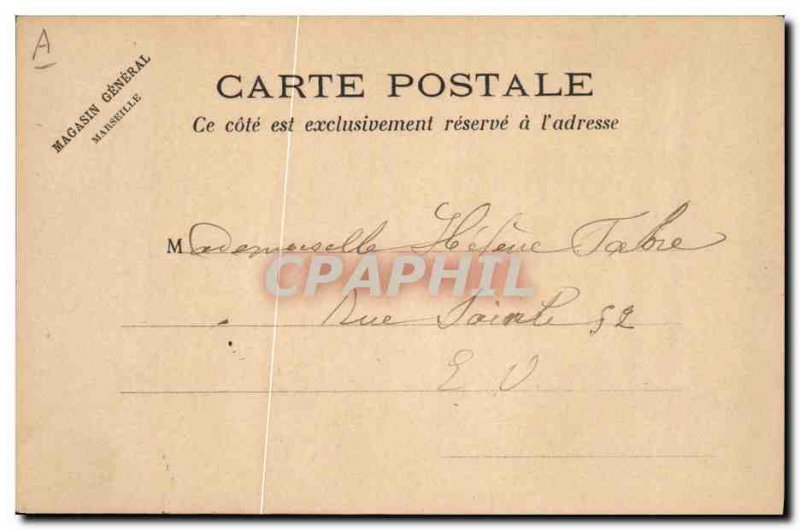 A
MAGASIN GÉNÉRAL
MARSEILLE
CARTE POSTALE
Ce côté est exclusivement réservé à l'adresse
Mademoiselle Hélène Fabre
CPAPHIL
Rue Sainte 52
E V